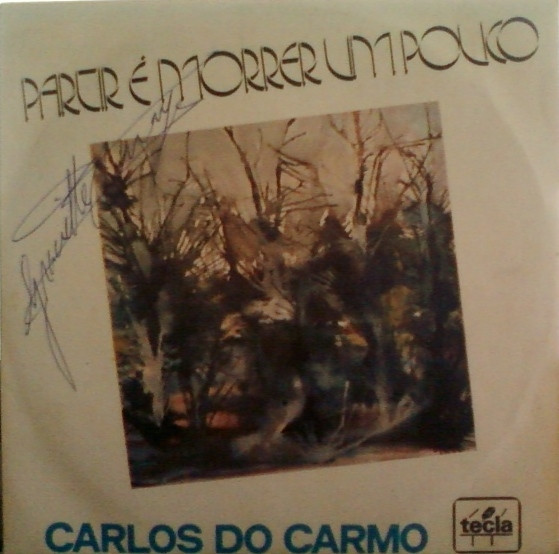 PARTIR É MORRER UM POUCO
CARLOS DO CARMO
tecla